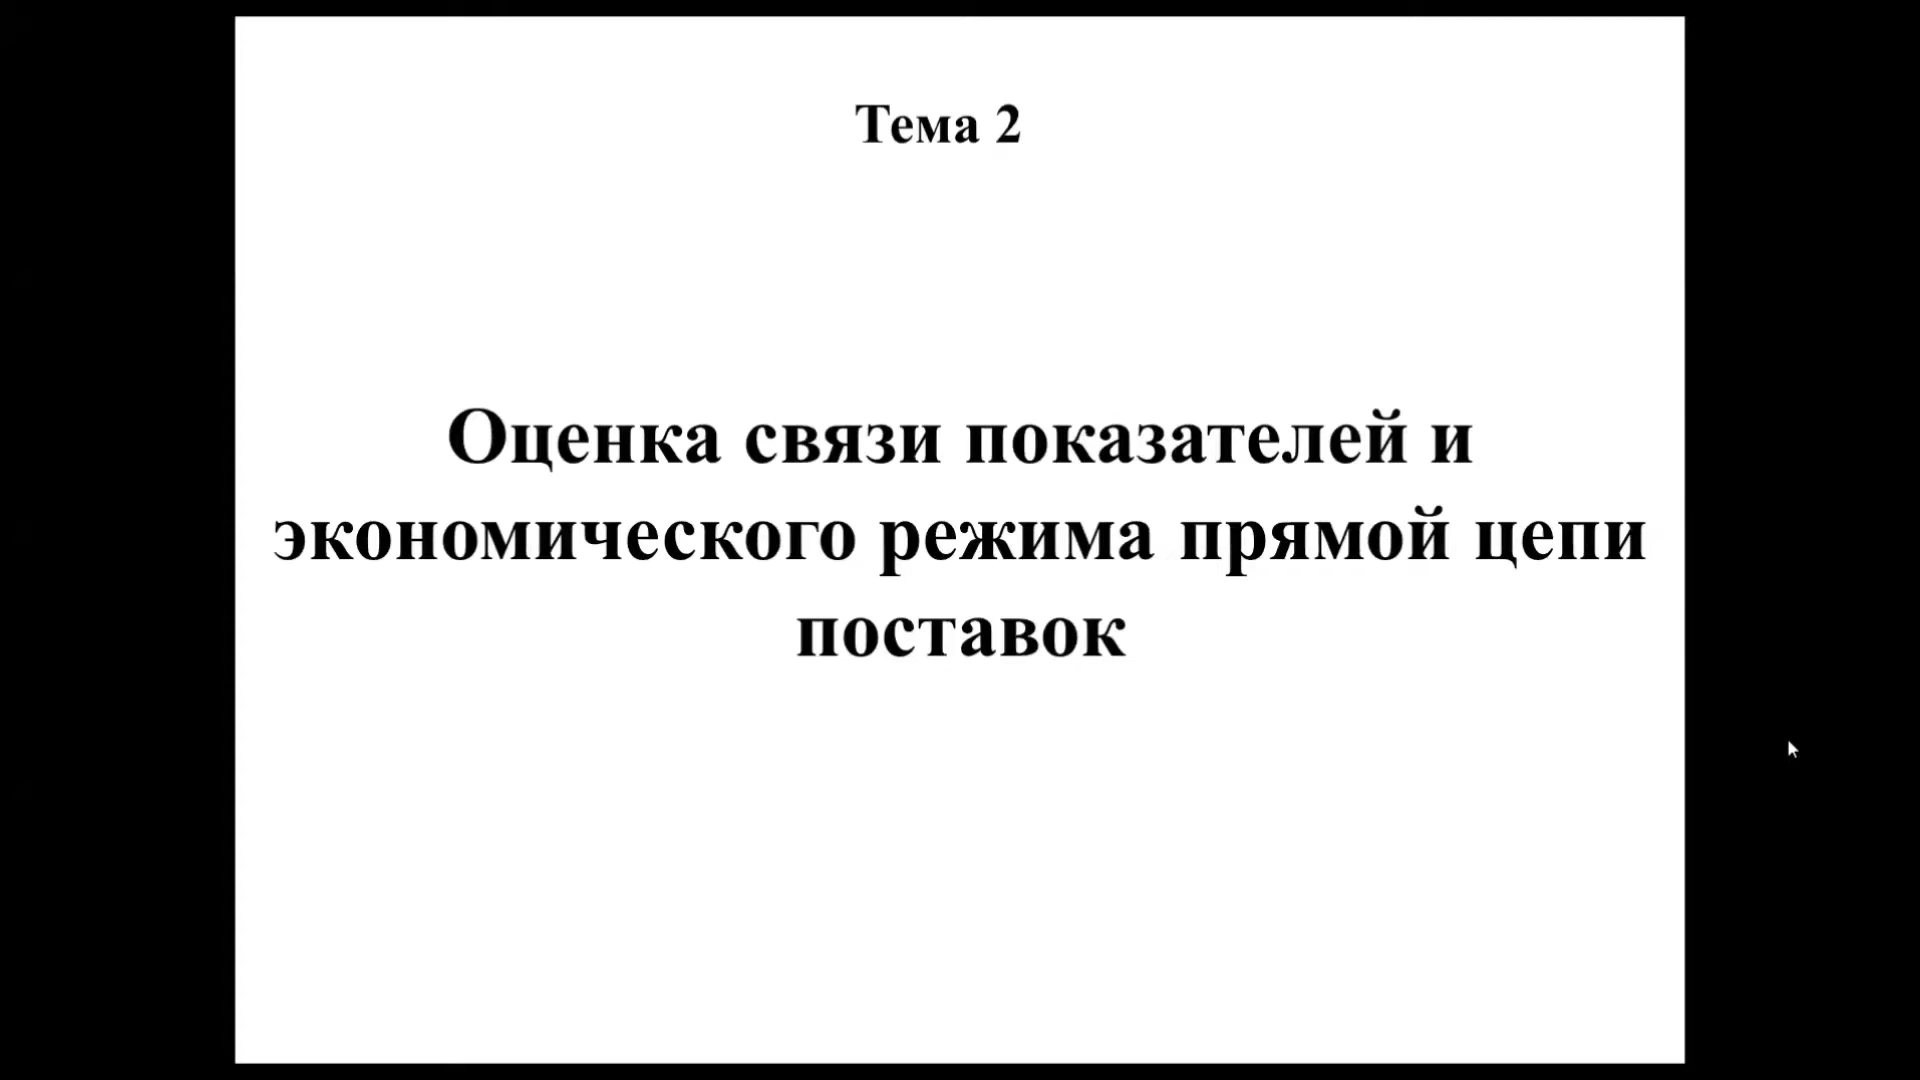 Тема 2
Оценка связи показателей и
экономического режима прямой цепи
поставок